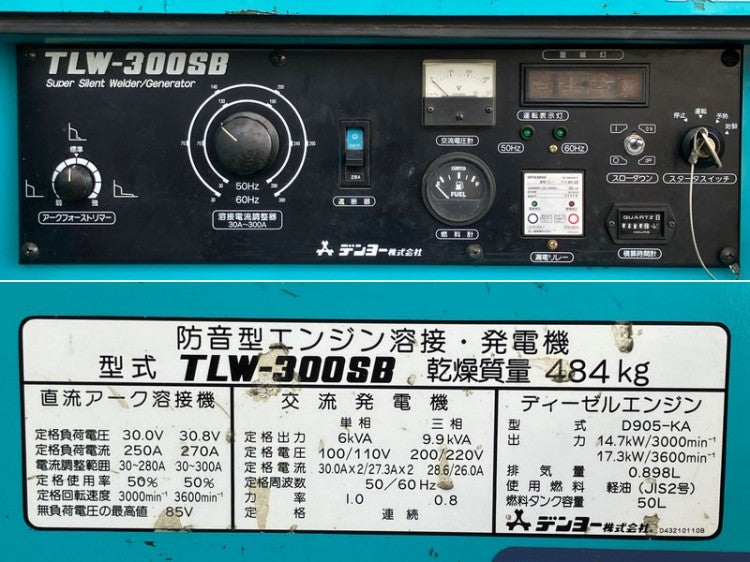 TLW-300SB
Super Silent Welder/Generator
標準
弱 強
アークフォーストリマー
50Hz
60Hz
溶接電流調整器
30A~300A
遮断器
交流電圧計
FUEL
燃料計
警報灯
運転表示灯
50Hz 60Hz
漏電リレー
スローダウン
停止 運転 予熱 始動
スタータスイッチ
QUARTZ
積算時間計
デンヨー株式会社
防音型エンジン溶接・発電機
型式 TLW-300SB 乾燥質量 484kg
直流アーク溶接機
定格負荷電圧 30.0V 30.8V
定格負荷電流 250A 270A
電流調整範囲 30~280A 30~300A
定格使用率 50% 50%
定格回転速度 3000min⁻¹ 3600min⁻¹
無負荷電圧の最高値 85V
交流発電機
単相 三相
定格出力 6kVA 9.9kVA
定格電圧 100/110V 200/220V
定格電流 30.0A×2/27.3A×2 28.6/26.0A
定格周波数 50/60Hz
力率 1.0 0.8
定格 連続
ディーゼルエンジン
型式 D905-KA
出力 14.7kW/3000min⁻¹
17.3kW/3600min⁻¹
排気量 0.898L
使用燃料 軽油(JIS2号)
燃料タンク容量 50L
デンヨー株式会社 D43210110B